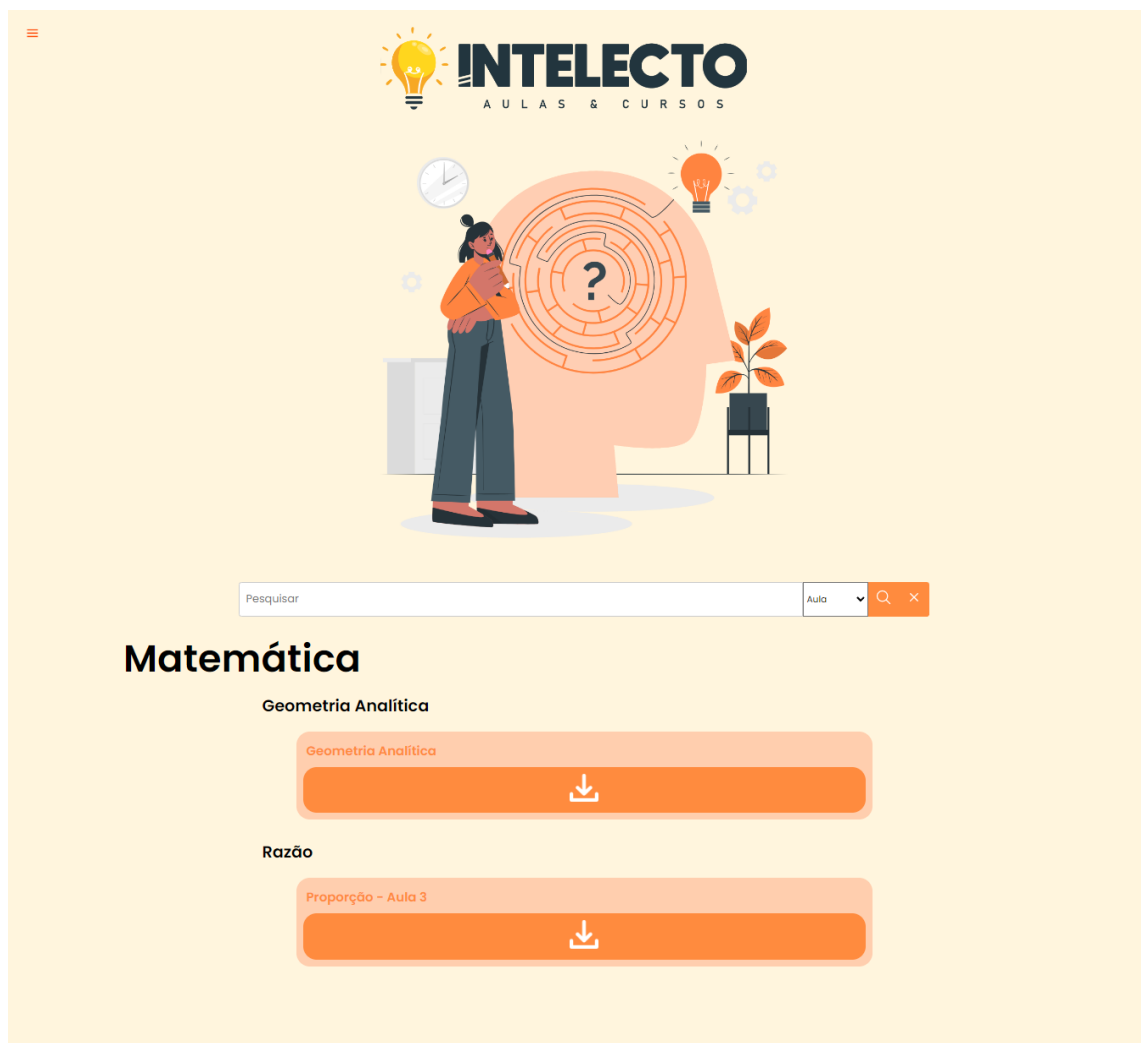 INTELECTO
AULAS & CURSOS
?
Pesquisar
Aula
Matemática
Geometria Analítica
Geometria Analítica
Razão
Proporção - Aula 3